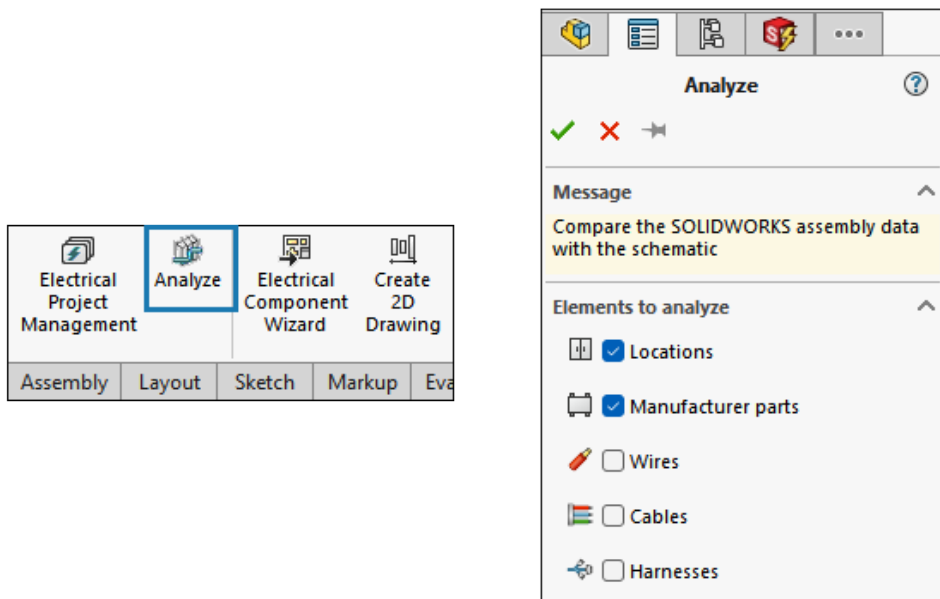 Electrical
Project
Management
Analyze
Electrical
Component
Wizard
Create
2D
Drawing
Assembly
Layout
Sketch
Markup
Eva
Analyze
Message
Compare the SOLIDWORKS assembly data
with the schematic
Elements to analyze
Locations
Manufacturer parts
Wires
Cables
Harnesses